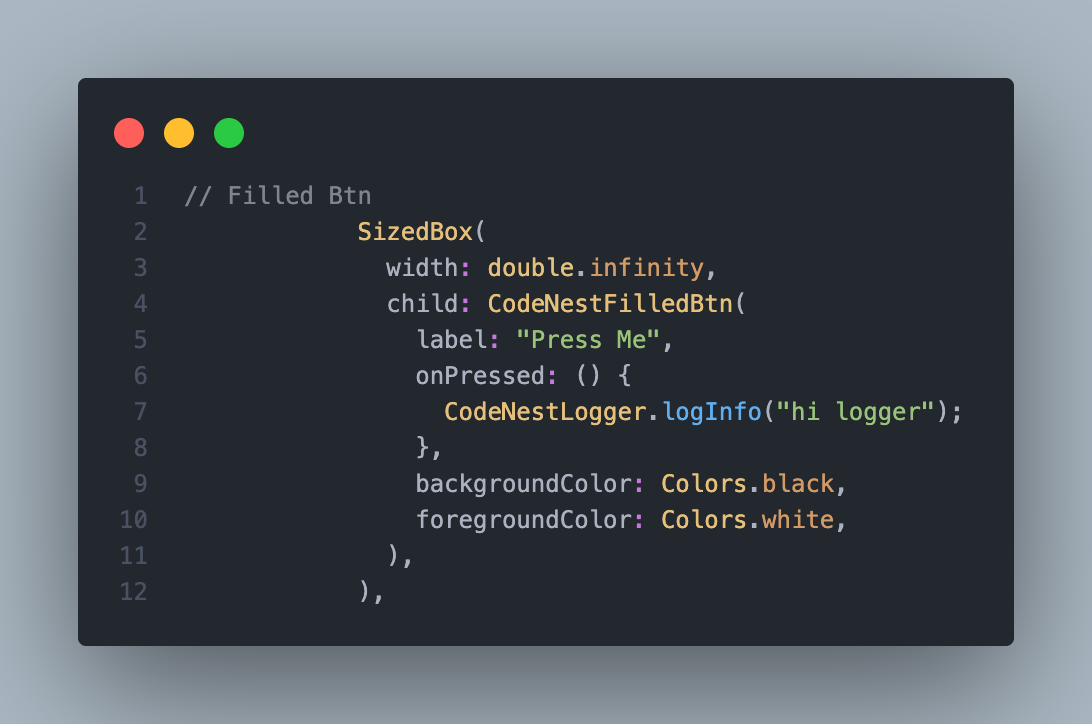 1 // Filled Btn
2 SizedBox(
3 width: double.infinity,
4 child: CodeNestFilledBtn(
5 label: "Press Me",
6 onPressed: () {
7 CodeNestLogger.logInfo("hi logger");
8 },
9 backgroundColor: Colors.black,
10 foregroundColor: Colors.white,
11 ),
12 ),